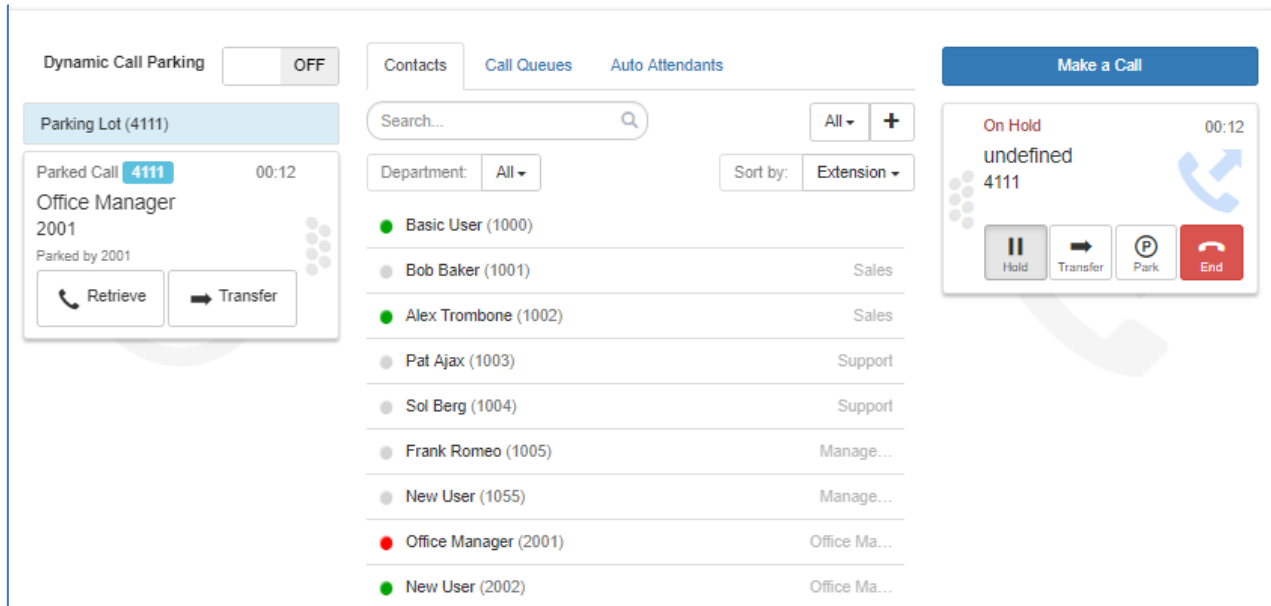 Dynamic Call Parking OFF
Parking Lot (4111)
Parked Call 4111 00:12
Office Manager
2001
Parked by 2001
Retrieve Transfer
Contacts Call Queues Auto Attendants
Search... All +
Department: All Sort by: Extension
Basic User (1000)
Bob Baker (1001) Sales
Alex Trombone (1002) Sales
Pat Ajax (1003) Support
Sol Berg (1004) Support
Frank Romeo (1005) Manage...
New User (1055) Manage...
Office Manager (2001) Office Ma...
New User (2002) Office Ma...
Make a Call
On Hold 00:12
undefined
4111
Hold Transfer P Park End